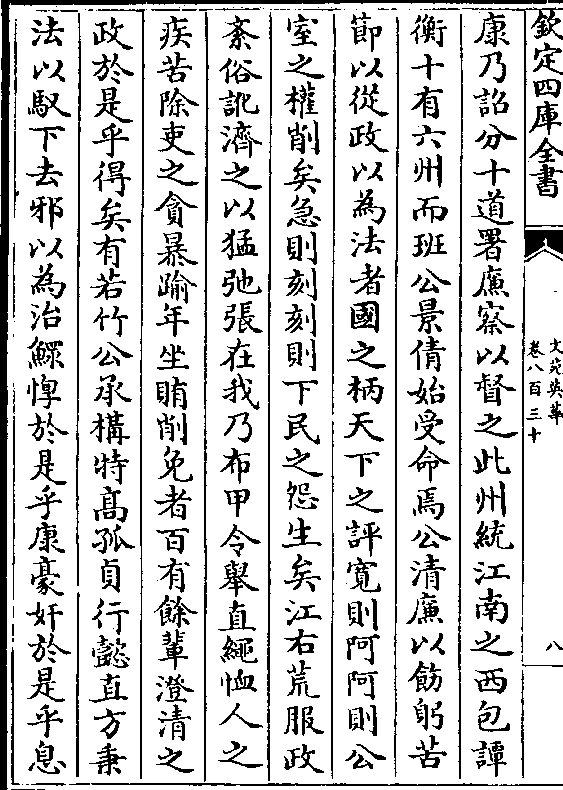 欽定四庫全書
文苑英華
卷八百三十
八
康乃詔分十道署廉察以督之此州統江南之西包譚
衡十有六州而班公景倩始受命焉公清廉以飭躬苦
節以從政以為法者國之柄天下之評寛則阿阿則公
室之權削矣急則刻刻則下民之怨生矣江右荒服政
紊俗訛濟之以猛弛張在我乃布甲令舉直繩恤人之
疾苦除吏之貪暴踰年坐賄削免者百有餘輩澄清之
政於是乎得矣有若竹公承構特髙孤貞行懿直方秉
法以馭下去邪以為治鰥惸於是乎康豪奸於是乎息